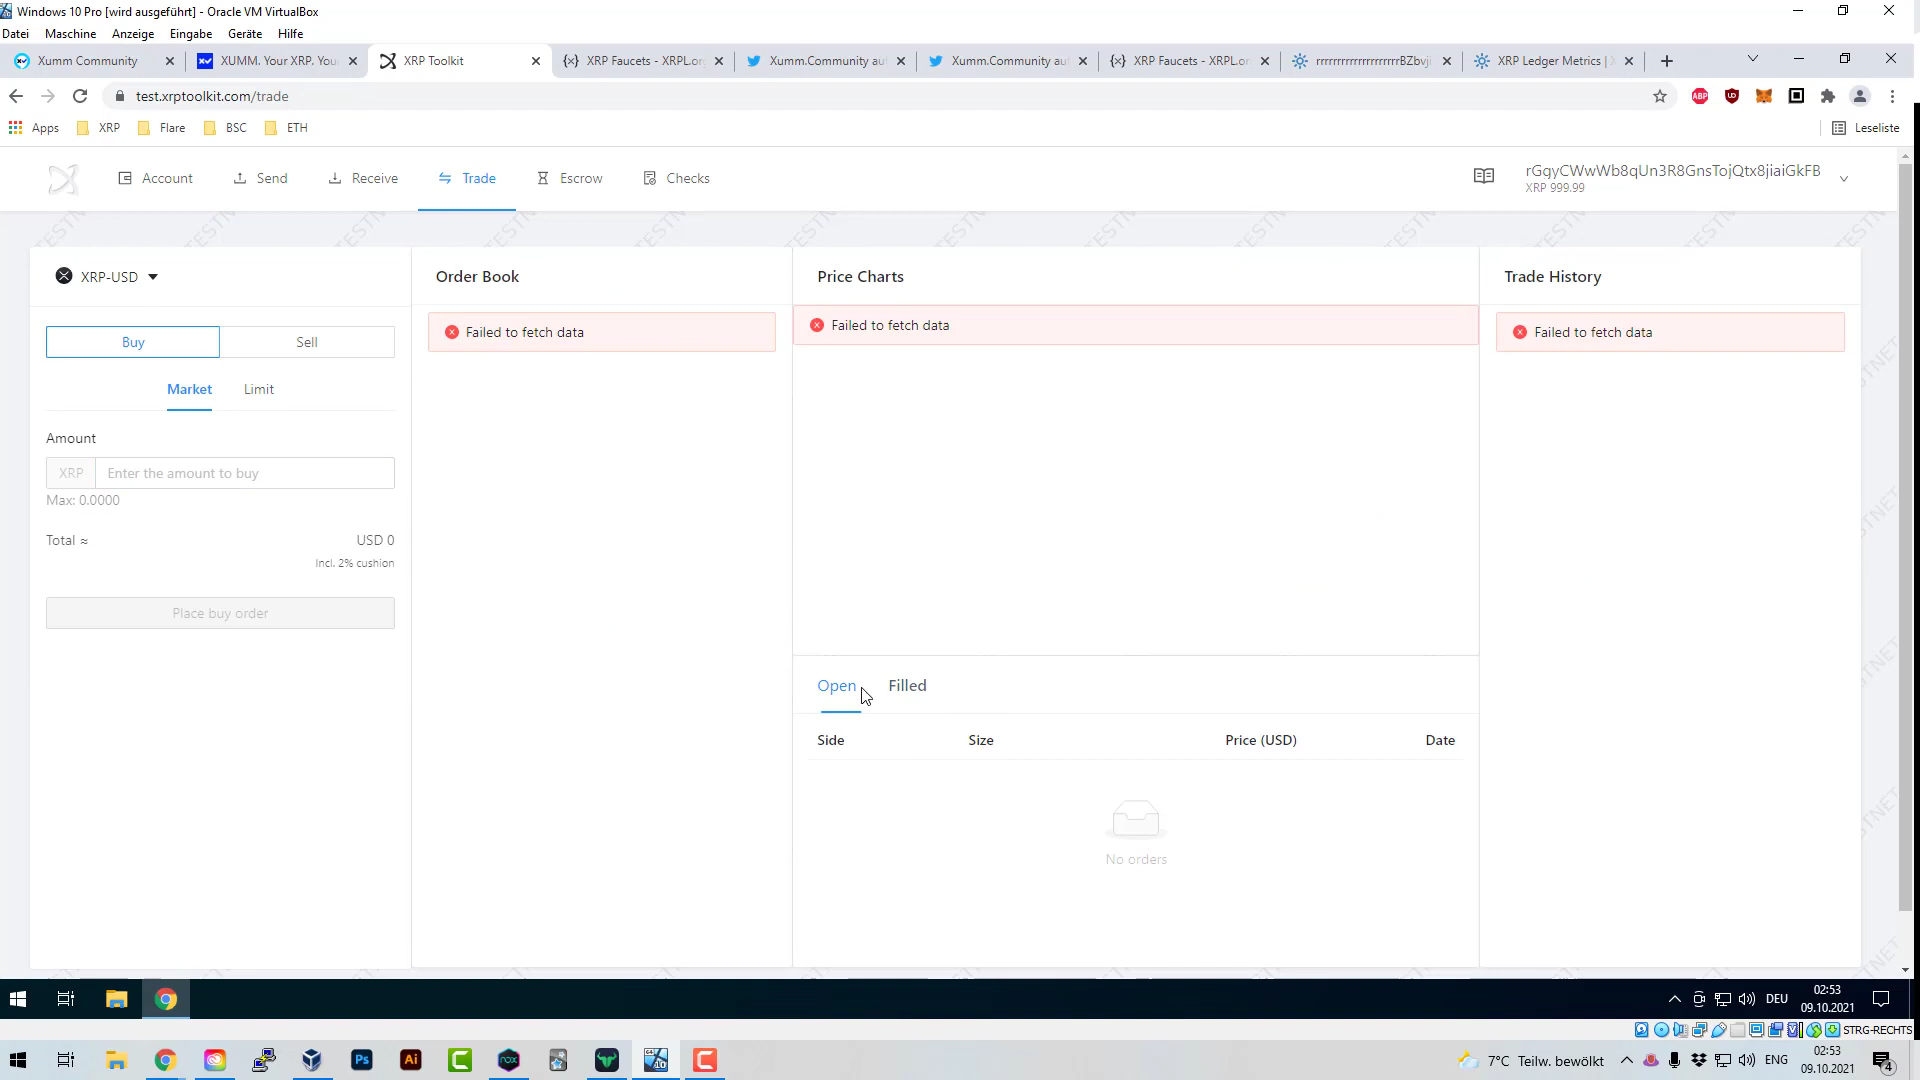 Windows 10 Pro [wird ausgeführt] - Oracle VM VirtualBox
Datei Maschine Anzeige Eingabe Geräte Hilfe
Xumm Community
XUMM. Your XRP. You
XRP Toolkit
XRP Faucets - XRPL.or
Xumm.Community au
Xumm.Community au
XRP Faucets - XRPL.or
XRP Ledger Metrics |
test.xrptoolkit.com/trade
ABP
Apps XRP Flare BSC ETH Leseliste
Account Send Receive Trade Escrow Checks
XRP 999.99
XRP-USD
Order Book
Price Charts
Trade History
Failed to fetch data
Failed to fetch data
Failed to fetch data
Buy Sell
Market Limit
Amount
XRP Enter the amount to buy
Max: 0.0000
Total ≈ USD 0
Incl. 2% cushion
Place buy order
Open Filled
Side Size Price (USD) Date
No orders
TESTNET
DEU
02:53
09.10.2021
STRG-RECHTS
Ps Ai
7°C Teilw. bewölkt
ENG
02:53
09.10.2021
4